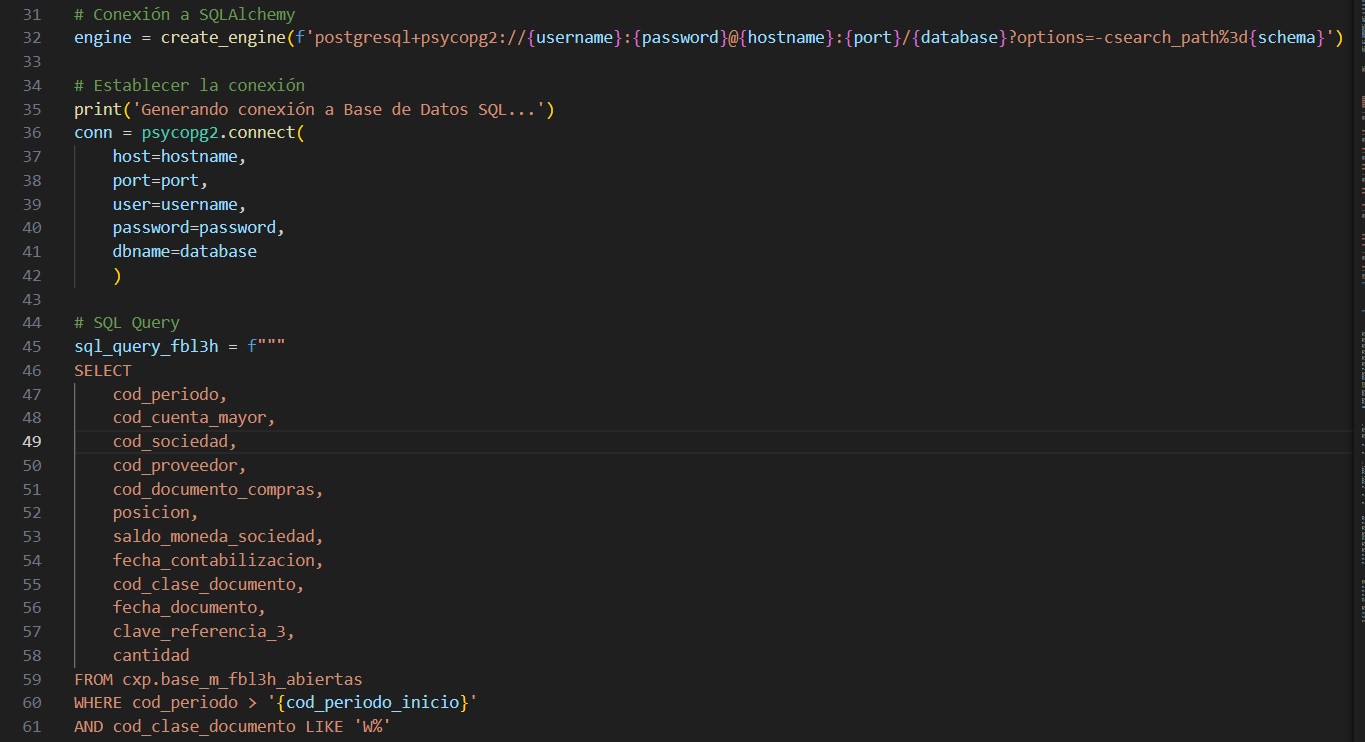 31 # Conexión a SQLAlchemy
32 engine = create_engine(f'postgresql+psycopg2://{username}:{password}@{hostname}:{port}/{database}?options=-csearch_path%3d{schema}')
33
34 # Establecer la conexión
35 print('Generando conexión a Base de Datos SQL...')
36 conn = psycopg2.connect(
37     host=hostname,
38     port=port,
39     user=username,
40     password=password,
41     dbname=database
42     )
43
44 # SQL Query
45 sql_query_fbl3h = f"""
46 SELECT
47     cod_periodo,
48     cod_cuenta_mayor,
49     cod_sociedad,
50     cod_proveedor,
51     cod_documento_compras,
52     posicion,
53     saldo_moneda_sociedad,
54     fecha_contabilizacion,
55     cod_clase_documento,
56     fecha_documento,
57     clave_referencia_3,
58     cantidad
59 FROM cxp.base_m_fbl3h_abiertas
60 WHERE cod_periodo > '{cod_periodo_inicio}'
61 AND cod_clase_documento LIKE 'W%'